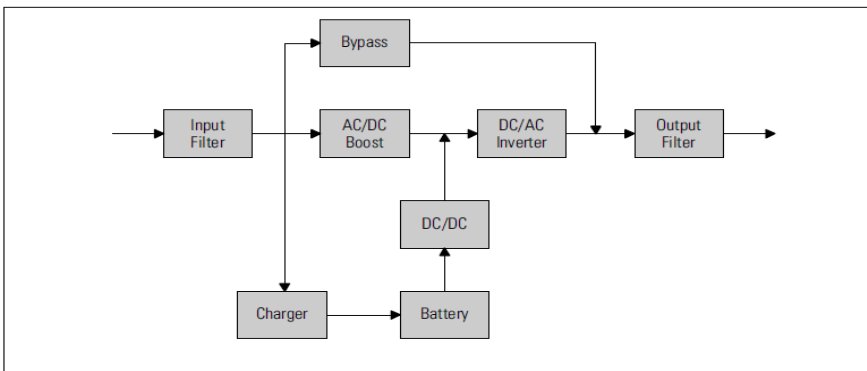 Bypass
Input
Filter
AC/DC
Boost
DC/AC
Inverter
Output
Filter
DC/DC
Charger
Battery